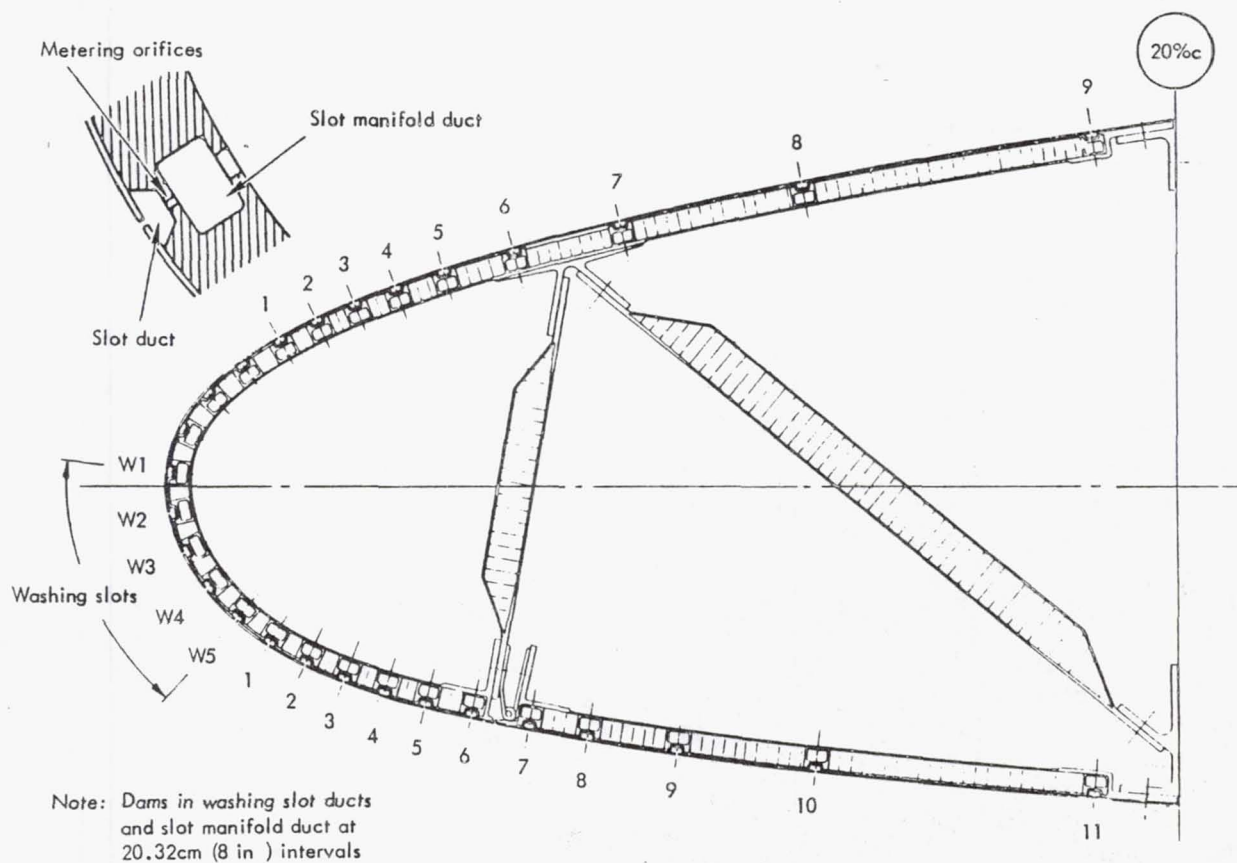 20%c
Metering orifices
Slot manifold duct
Slot duct
1
2
3
4
5
6
7
8
9
W1
W2
W3
W4
W5
Washing slots
1
2
3
4
5
6
7
8
9
10
11
Note: Dams in washing slot ducts
and slot manifold duct at
20.32cm (8 in ) intervals